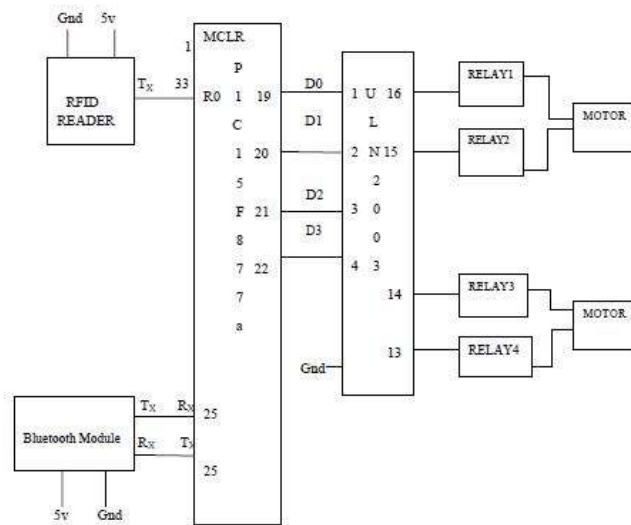 Gnd 5v
1
MCLR
RFID READER
Tx 33
R0
P
1
C
1
5
F
8
7
7
a
19
20
21
22
D0
D1
D2
D3
1
2
3
4
U
L
N
2
0
0
3
16
15
14
13
RELAY1
RELAY2
MOTOR
RELAY3
RELAY4
MOTOR
Gnd
Bluetooth Module
Tx Rx
25
Rx Tx
25
5v Gnd